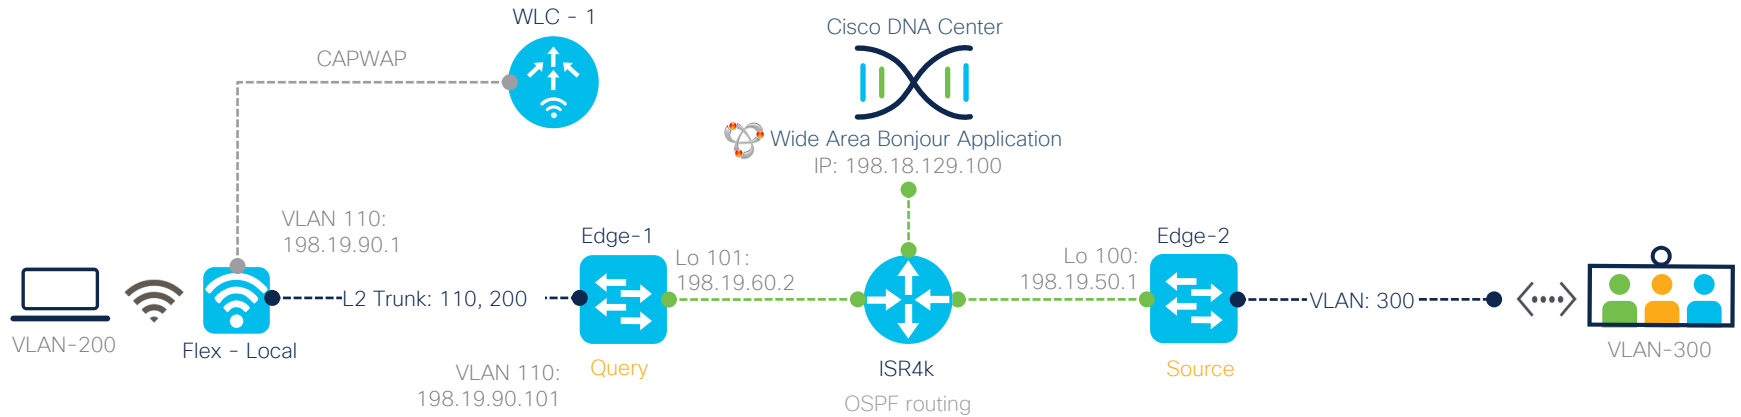 WLC - 1
Cisco DNA Center
CAPWAP
Wide Area Bonjour Application
IP: 198.18.129.100
VLAN 110:
198.19.90.1
Edge-1
Lo 101:
198.19.60.2
Lo 100:
198.19.50.1
Edge-2
L2 Trunk: 110, 200
VLAN: 300
VLAN-200
Flex - Local
VLAN 110:
198.19.90.101
Query
ISR4k
OSPF routing
Source
VLAN-300